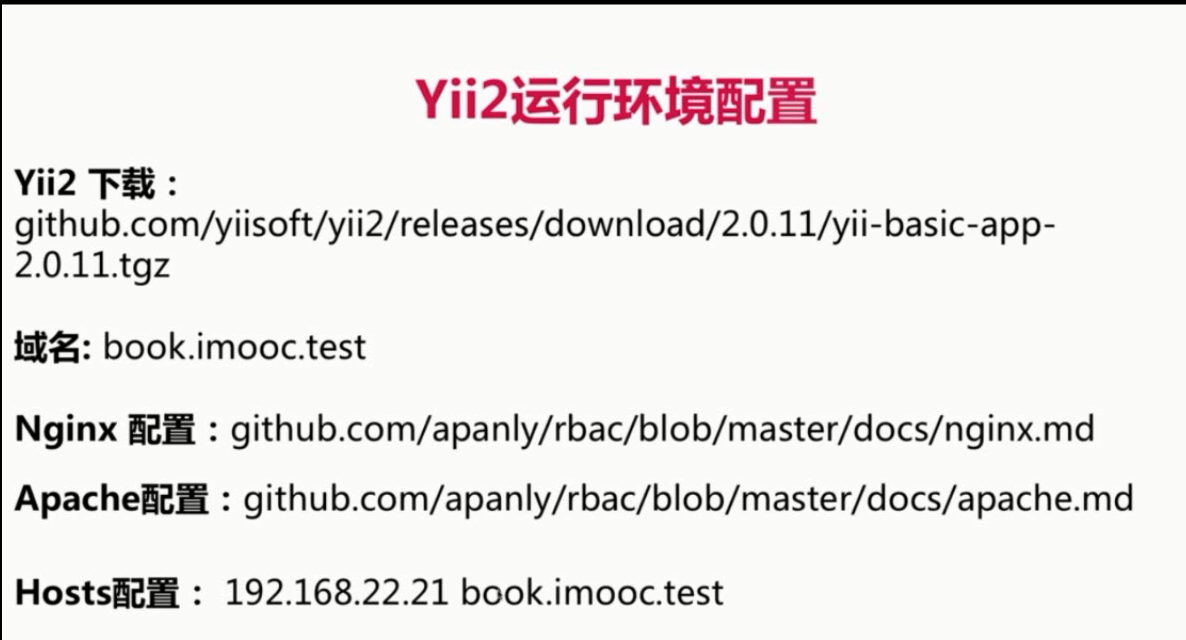 Yii2运行环境配置
Yii2 下载：
github.com/yiisoft/yii2/releases/download/2.0.11/yii-basic-app-
2.0.11.tgz
域名: book.imooc.test
Nginx 配置：github.com/apanly/rbac/blob/master/docs/nginx.md
Apache配置：github.com/apanly/rbac/blob/master/docs/apache.md
Hosts配置： 192.168.22.21 book.imooc.test